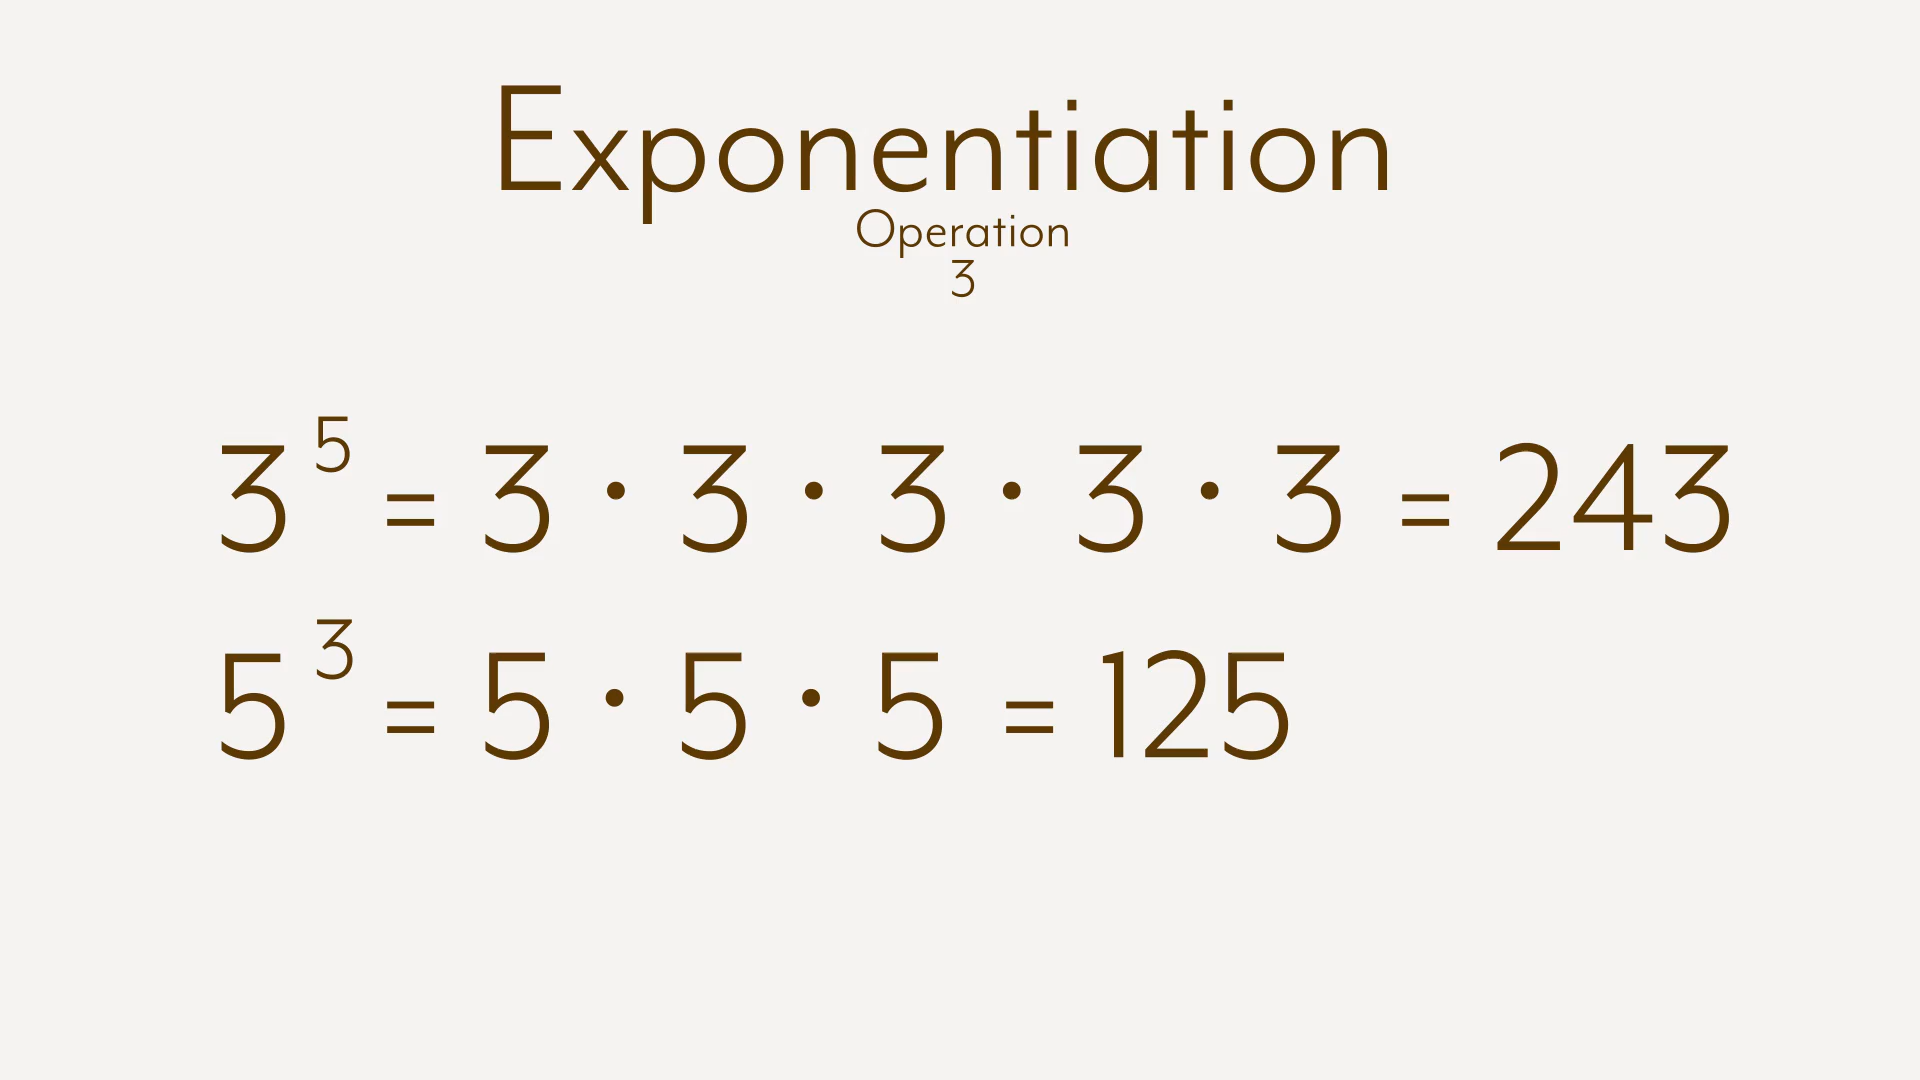 Exponentiation
Operation
3
3⁵ = 3 · 3 · 3 · 3 · 3 = 243
5³ = 5 · 5 · 5 = 125